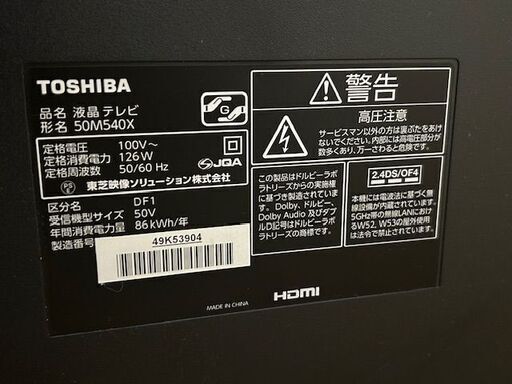 TOSHIBA
品名 液晶テレビ
形名 50M540X
定格電圧 100V~
定格消費電力 126W
定格周波数 50/60 Hz
JQA
PS
東芝映像ソリューション株式会社
区分名 DF1
受信機型サイズ 50V
年間消費電力量 86 kWh/年
製造番号
49K53904
G
警告
高圧注意
サービスマン以外の方は裏ぶたをあけ
ないでください。内部には高電圧部分が
数多くあり、万一さわると危険です。
この製品はドルビーラボ
ラトリーズからの実施権
に基づき製造されています。
Dolby、ドルビー、
Dolby Audio 及びダブ
ルD記号はドルビーラボ
ラトリーズの商標です。
2.4DS/OF4
本機には電波法に基づく無
線設備が内蔵されています。
5GHz帯の無線LANにおけ
るW52、W53の屋外使用
は法令で禁止されています。
MADE IN CHINA
HDMI